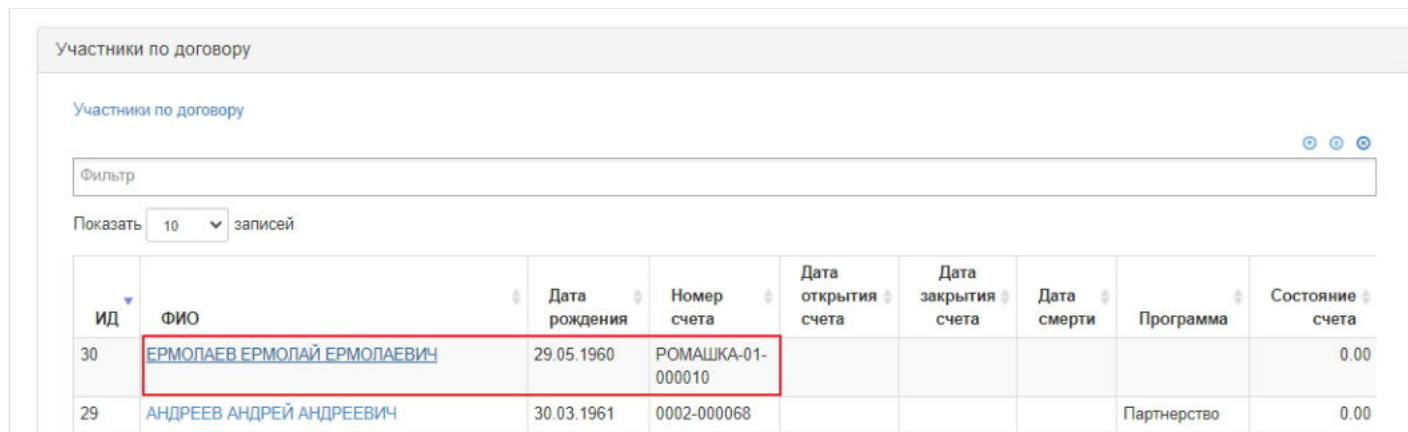 Участники по договору
Участники по договору
Фильтр
Показать 10 записей
ИД ФИО Дата рождения Номер счета Дата открытия счета Дата закрытия счета Дата смерти Программа Состояние счета
30 ЕРМОЛАЕВ ЕРМОЛАЙ ЕРМОЛАЕВИЧ 29.05.1960 РОМАШКА-01-000010 0.00
29 АНДРЕЕВ АНДРЕЙ АНДРЕЕВИЧ 30.03.1961 0002-000068 Партнерство 0.00